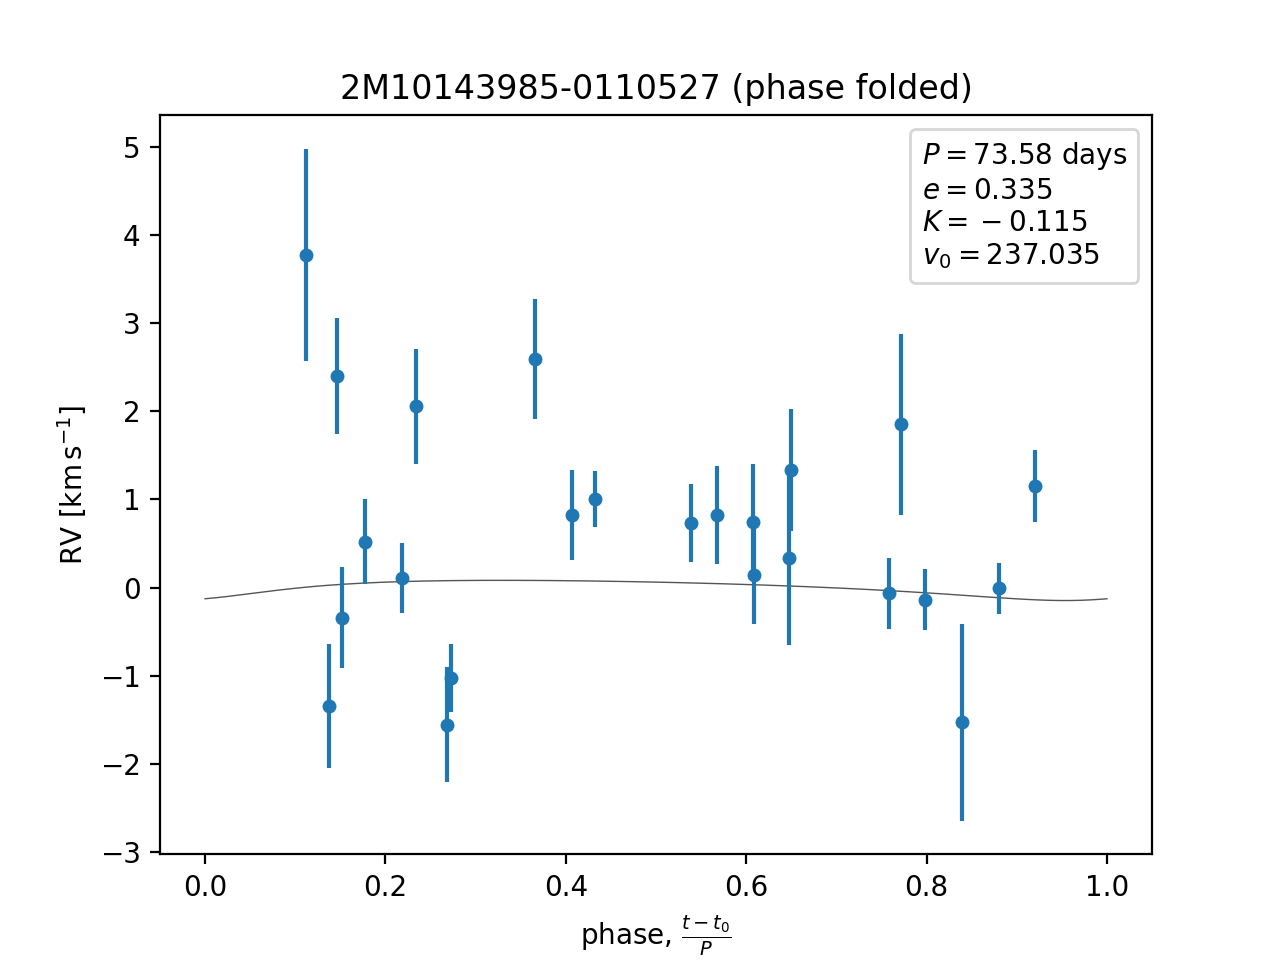 2M10143985-0110527 (phase folded)
P = 73.58 days
e = 0.335
K = −0.115
v₀ = 237.035
5
4
3
2
1
0
−1
−2
−3
RV [km s⁻¹]
0.0 0.2 0.4 0.6 0.8 1.0
phase, (t − t₀)/P